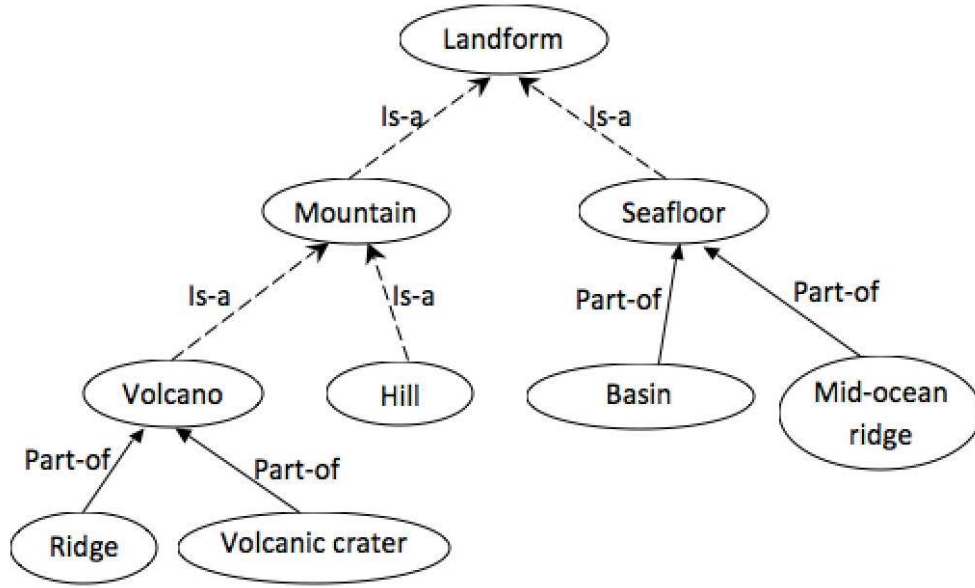 Landform
Is-a
Is-a
Mountain
Seafloor
Is-a
Is-a
Part-of
Part-of
Volcano
Hill
Basin
Mid-ocean
ridge
Part-of
Part-of
Ridge
Volcanic crater